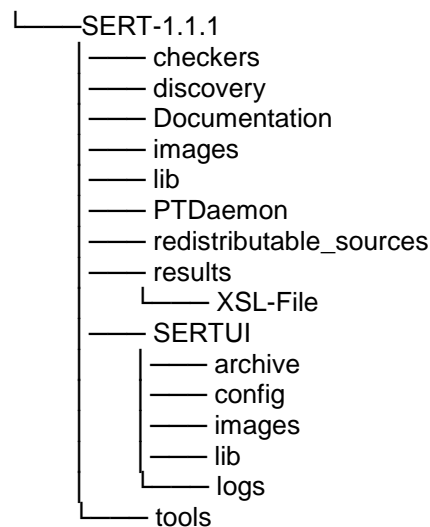 SERT-1.1.1
checkers
discovery
Documentation
images
lib
PTDaemon
redistributable_sources
results
XSL-File
SERTUI
archive
config
images
lib
logs
tools